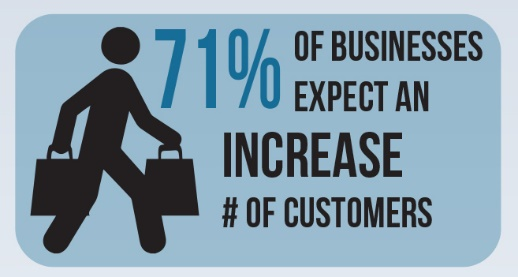 71% OF BUSINESSES
EXPECT AN
INCREASE
# OF CUSTOMERS